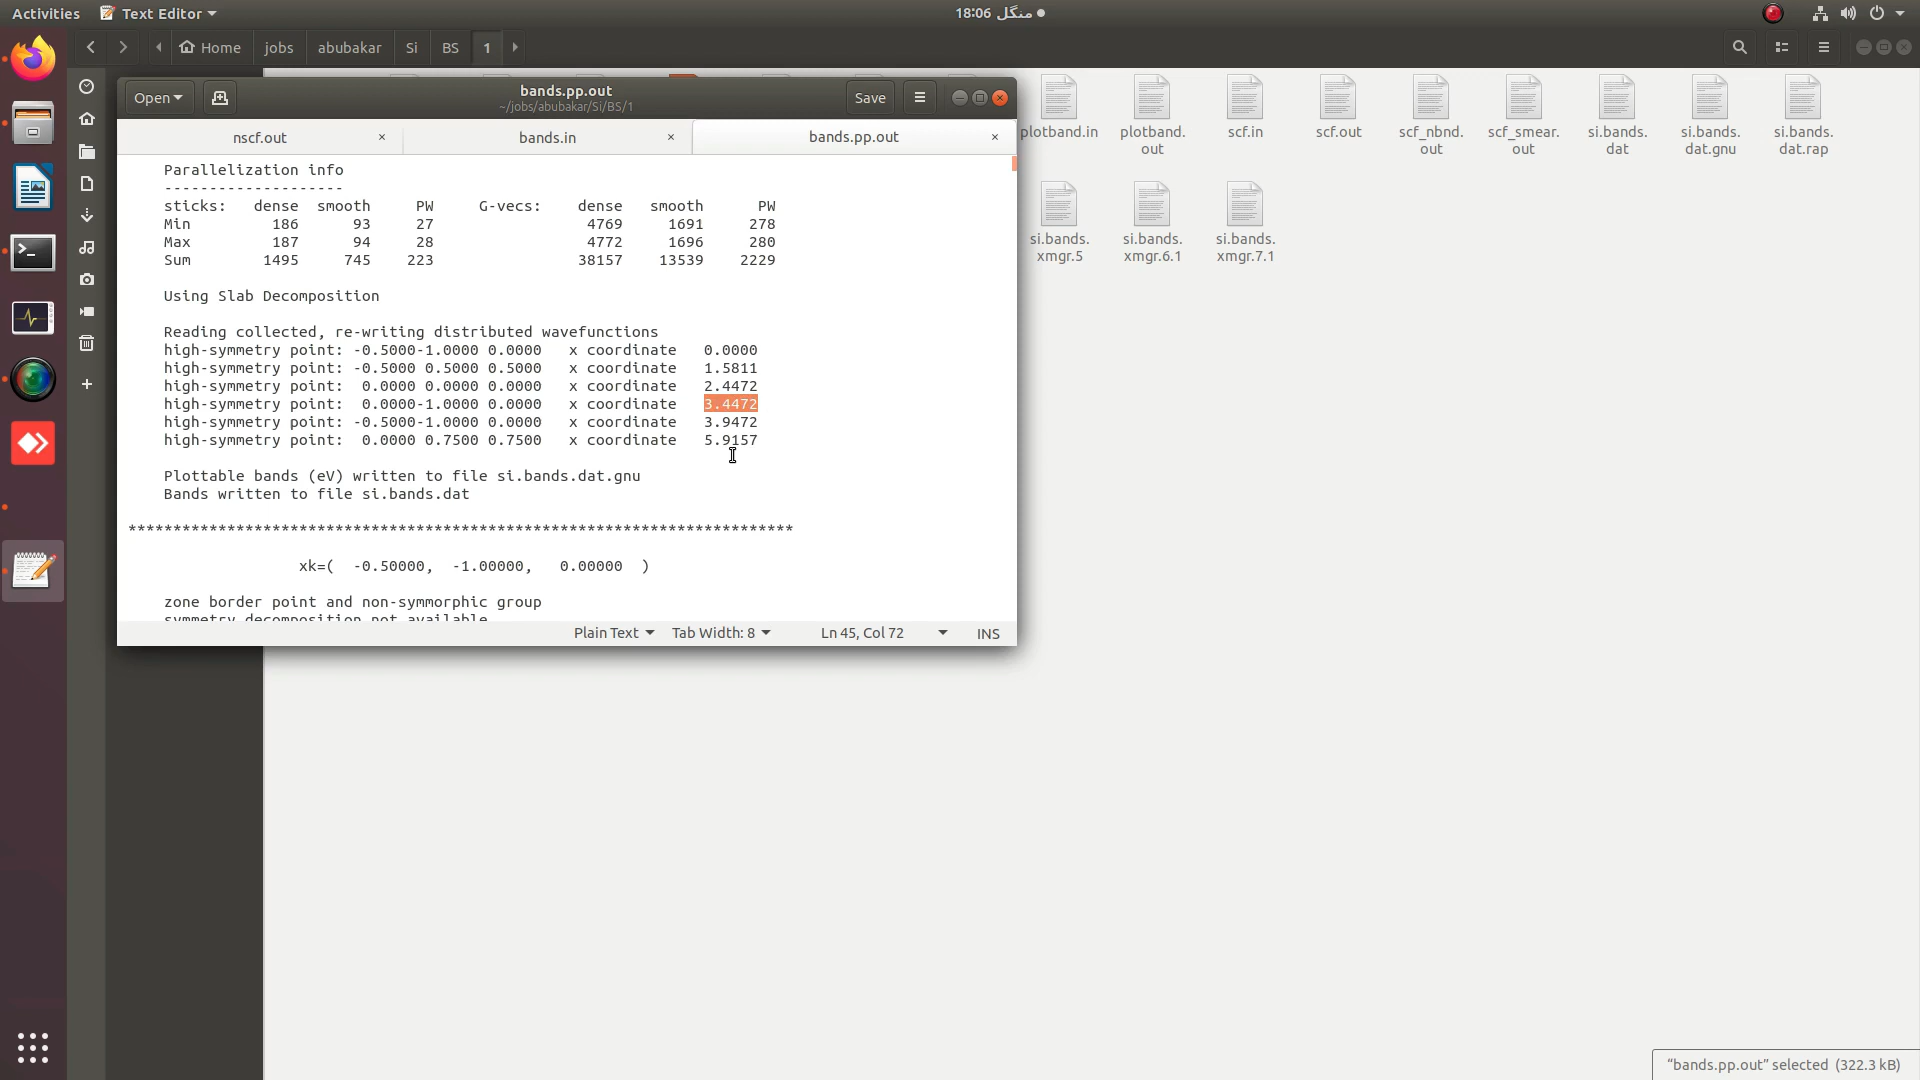 Activities
Text Editor
منگل 18:06
Home
jobs
abubakar
Si
BS
1
Open
bands.pp.out
~/jobs/abubakar/Si/BS/1
Save
nscf.out
bands.in
bands.pp.out
Parallelization info
--------------------
sticks:   dense  smooth     PW     G-vecs:    dense   smooth      PW
Min         186      93     27                 4769     1691     278
Max         187      94     28                 4772     1696     280
Sum        1495     745    223                38157    13539    2229
Using Slab Decomposition
Reading collected, re-writing distributed wavefunctions
high-symmetry point: -0.5000-1.0000 0.0000   x coordinate   0.0000
high-symmetry point: -0.5000 0.5000 0.5000   x coordinate   1.5811
high-symmetry point:  0.0000 0.0000 0.0000   x coordinate   2.4472
high-symmetry point:  0.0000-1.0000 0.0000   x coordinate   3.4472
high-symmetry point: -0.5000-1.0000 0.0000   x coordinate   3.9472
high-symmetry point:  0.0000 0.7500 0.7500   x coordinate   5.9157
Plottable bands (eV) written to file si.bands.dat.gnu
Bands written to file si.bands.dat
**************************************************************************
xk=(  -0.50000,  -1.00000,   0.00000  )
zone border point and non-symmorphic group
symmetry decomposition not available
Plain Text
Tab Width: 8
Ln 45, Col 72
INS
plotband.in
plotband.
out
scf.in
scf.out
scf_nbnd.
out
scf_smear.
out
si.bands.
dat
si.bands.
dat.gnu
si.bands.
dat.rap
si.bands.
xmgr.5
si.bands.
xmgr.6.1
si.bands.
xmgr.7.1
“bands.pp.out” selected (322.3 kB)